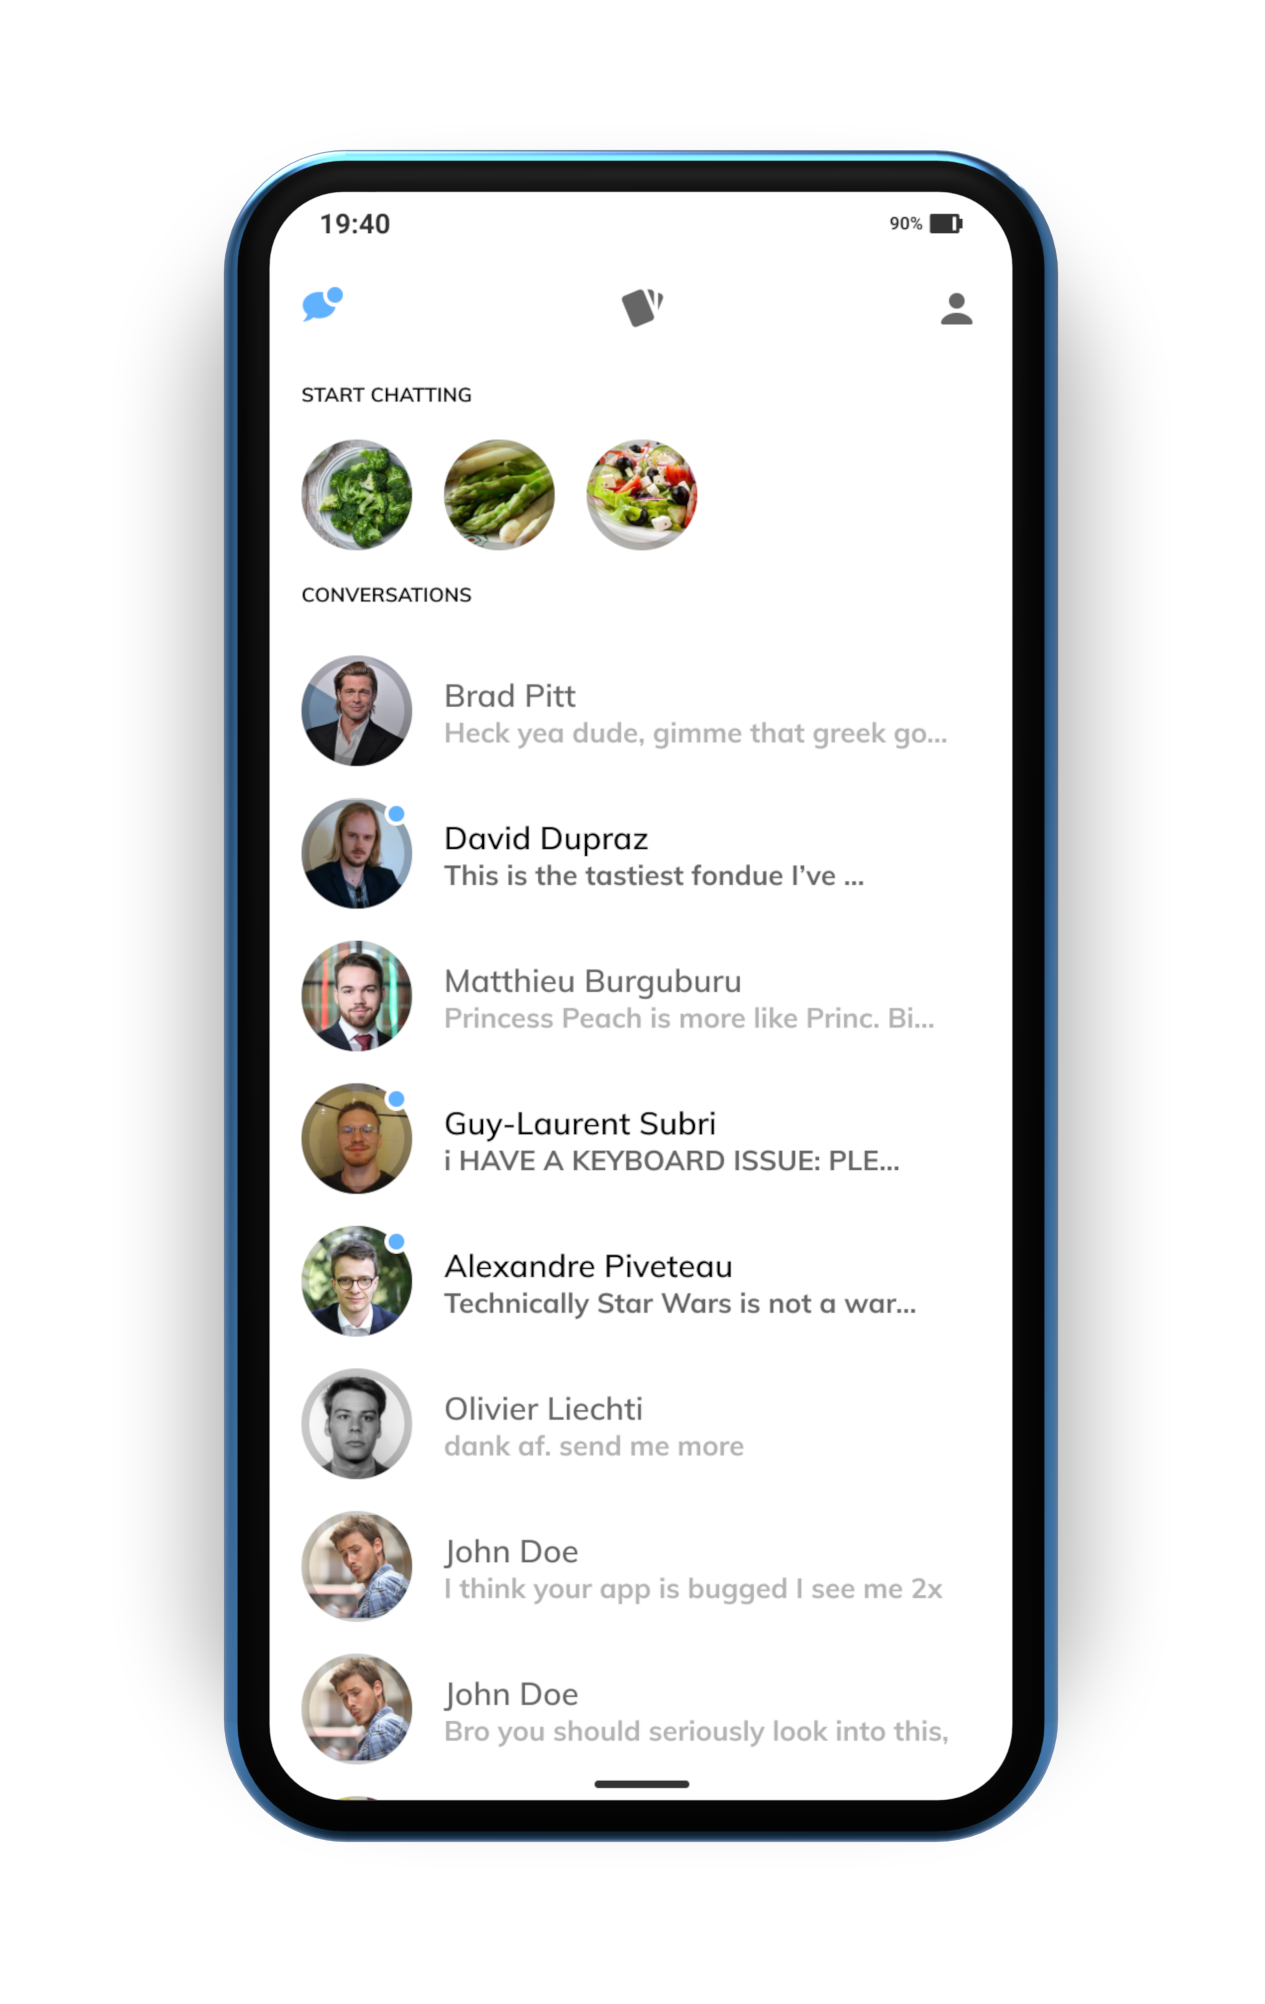 19:40
90%
START CHATTING
CONVERSATIONS
Brad Pitt
Heck yea dude, gimme that greek go...
David Dupraz
This is the tastiest fondue I’ve ...
Matthieu Burguburu
Princess Peach is more like Princ. Bi...
Guy-Laurent Subri
i HAVE A KEYBOARD ISSUE: PLE...
Alexandre Piveteau
Technically Star Wars is not a war...
Olivier Liechti
dank af. send me more
John Doe
I think your app is bugged I see me 2x
John Doe
Bro you should seriously look into this,